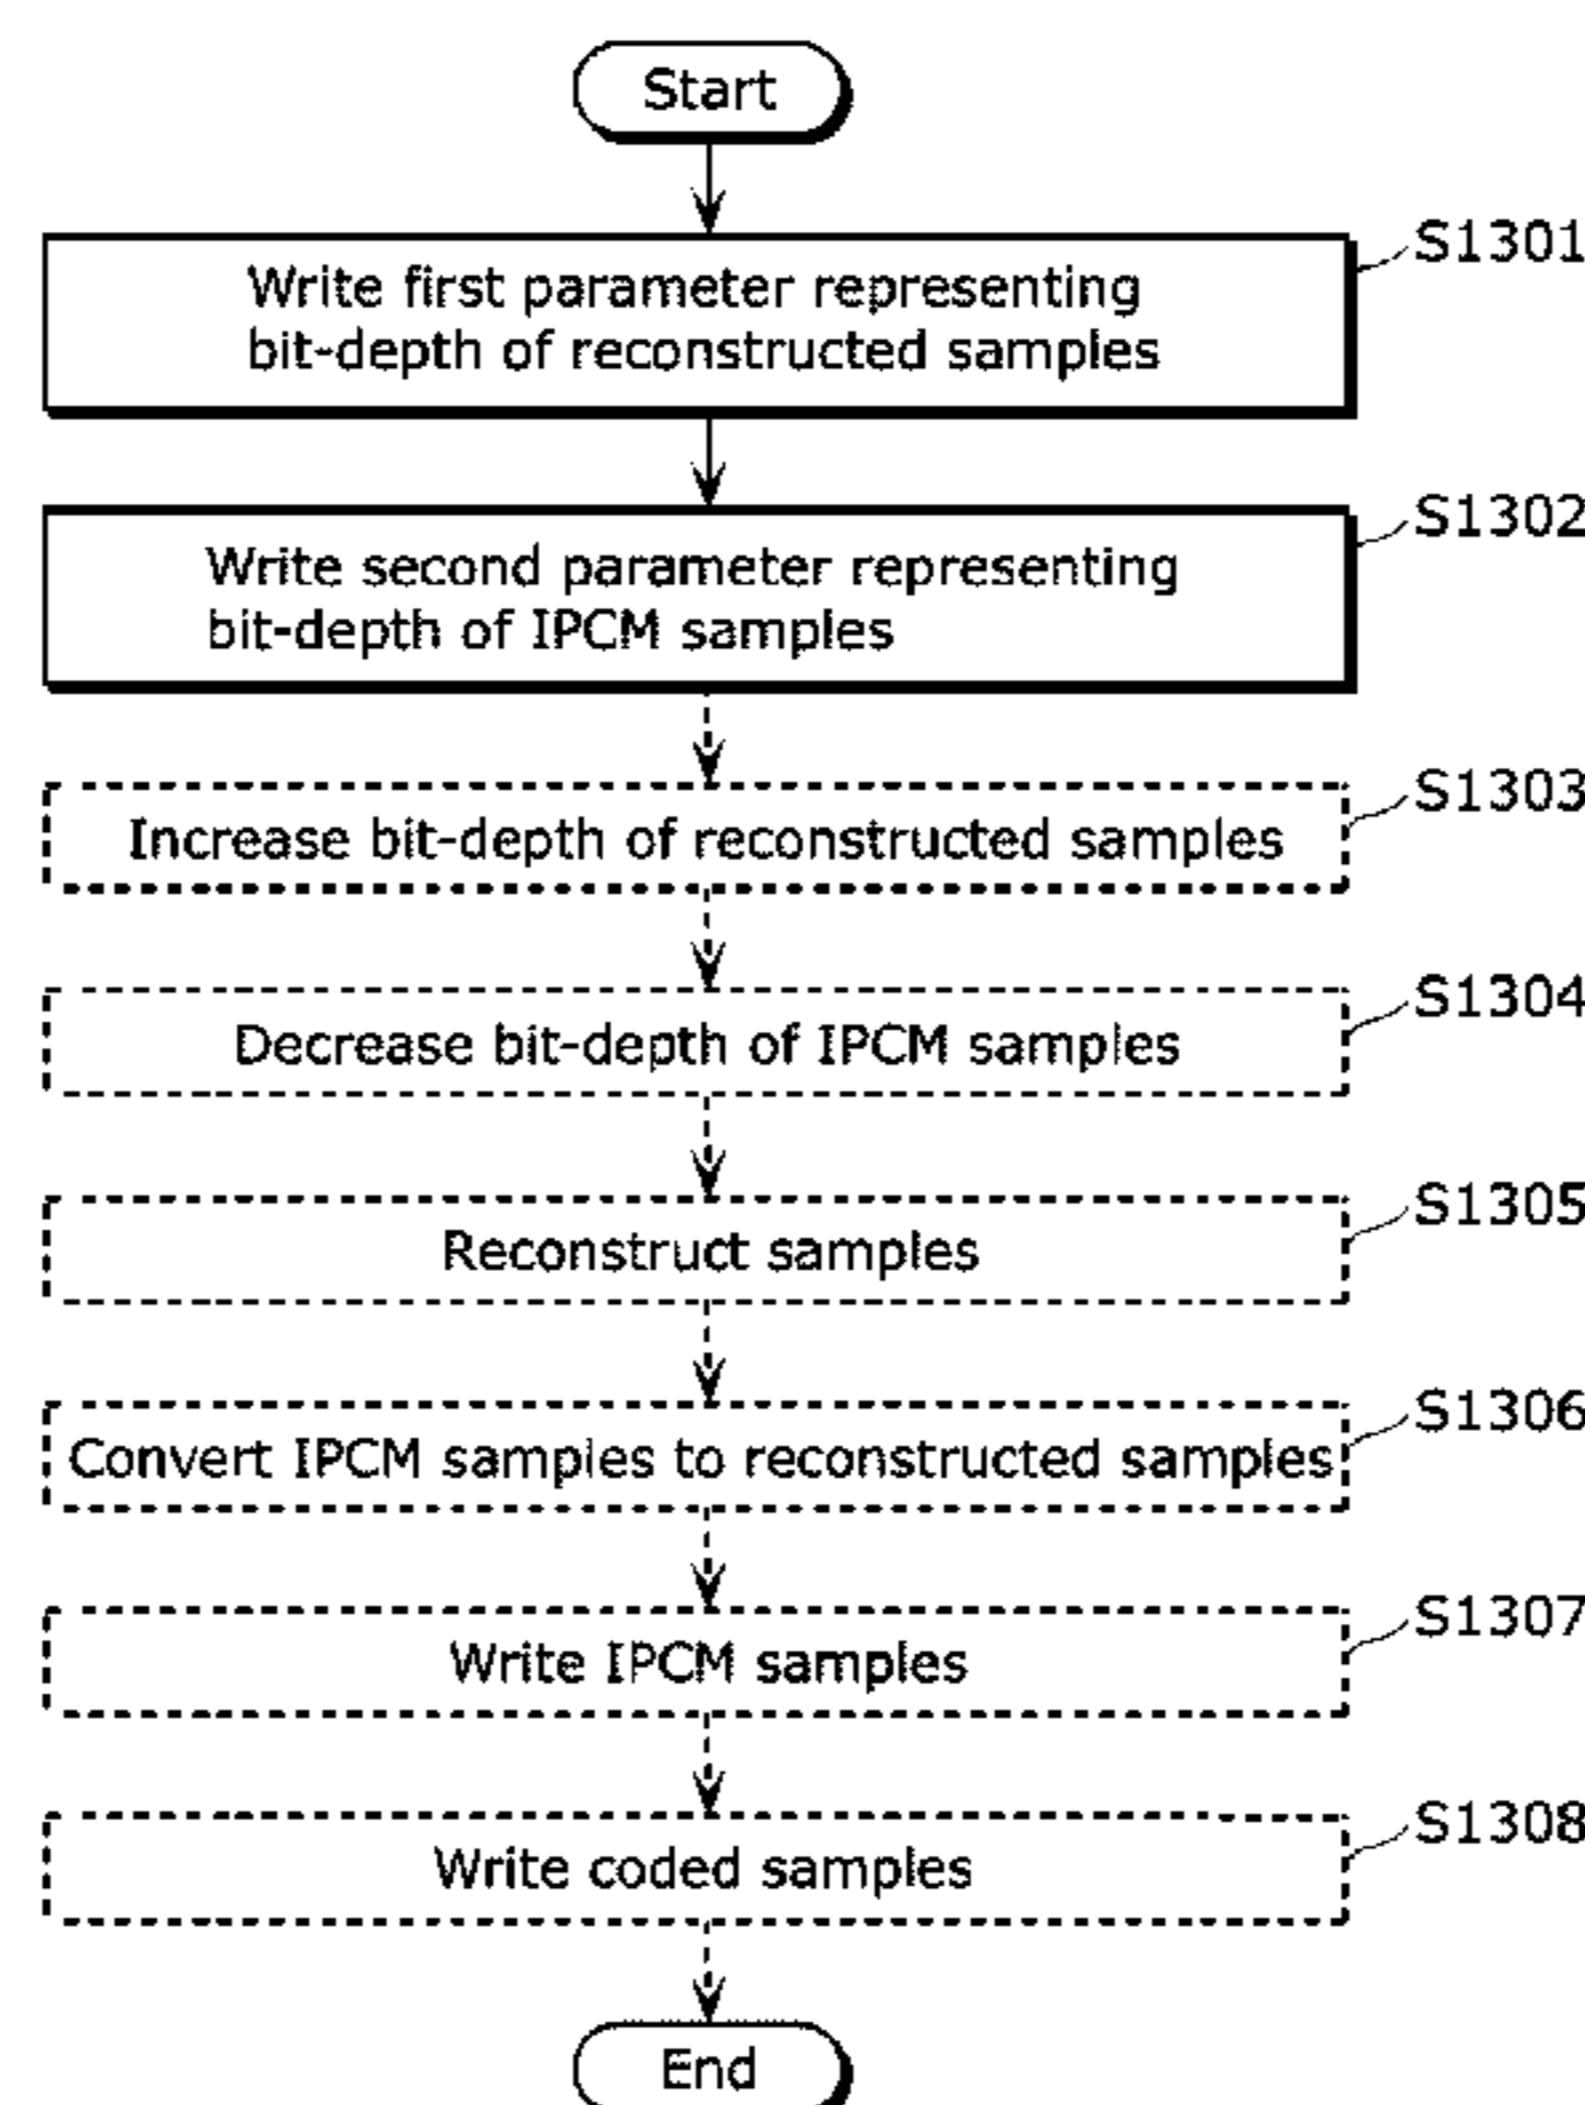 Start
S1301
Write first parameter representing
bit-depth of reconstructed samples
S1302
Write second parameter representing
bit-depth of IPCM samples
S1303
Increase bit-depth of reconstructed samples
S1304
Decrease bit-depth of IPCM samples
S1305
Reconstruct samples
S1306
Convert IPCM samples to reconstructed samples
S1307
Write IPCM samples
S1308
Write coded samples
End